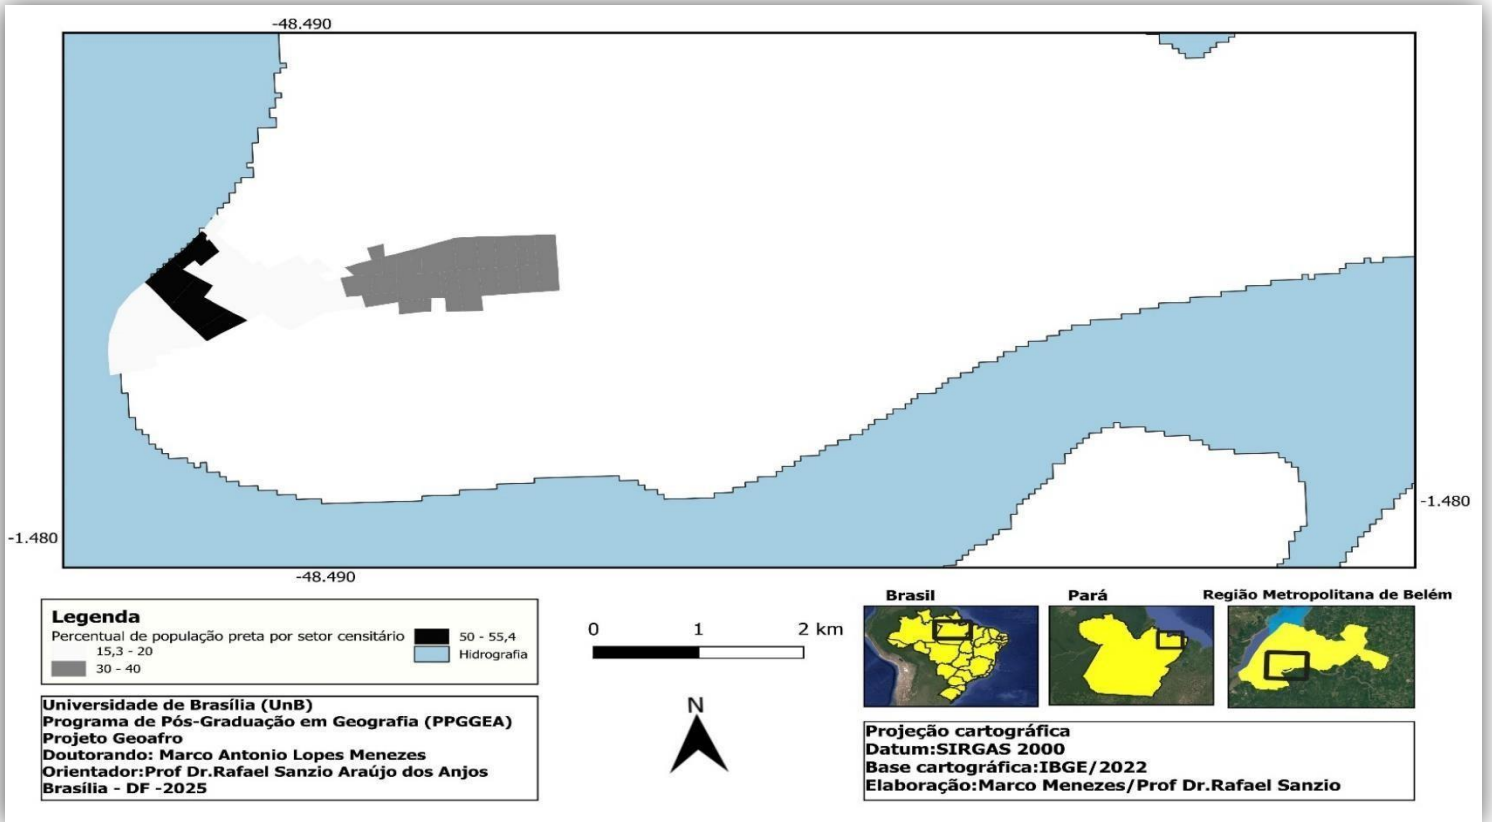 -48.490
-1.480
-1.480
-48.490
Legenda
Percentual de população preta por setor censitário
15,3 - 20
30 - 40
50 - 55,4
Hidrografia
0 1 2 km
N
Brasil
Pará
Região Metropolitana de Belém
Universidade de Brasília (UnB)
Programa de Pós-Graduação em Geografia (PPGGEA)
Projeto Geoafro
Doutorando: Marco Antonio Lopes Menezes
Orientador:Prof Dr.Rafael Sanzio Araújo dos Anjos
Brasília - DF -2025
Projeção cartográfica
Datum:SIRGAS 2000
Base cartográfica:IBGE/2022
Elaboração:Marco Menezes/Prof Dr.Rafael Sanzio